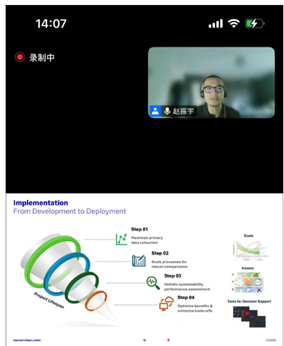 14:07
录制中
赵振宇
Implementation
From Development to Deployment
Step 01
Maximize primary
data collection
Step 02
Scale processes for
robust comparisons
Step 03
Holistic sustainability
performance assessment
Step 04
Optimize benefits &
minimize trade-offs
Product Lifespan
Scale
Assess
Tools for Decision Support